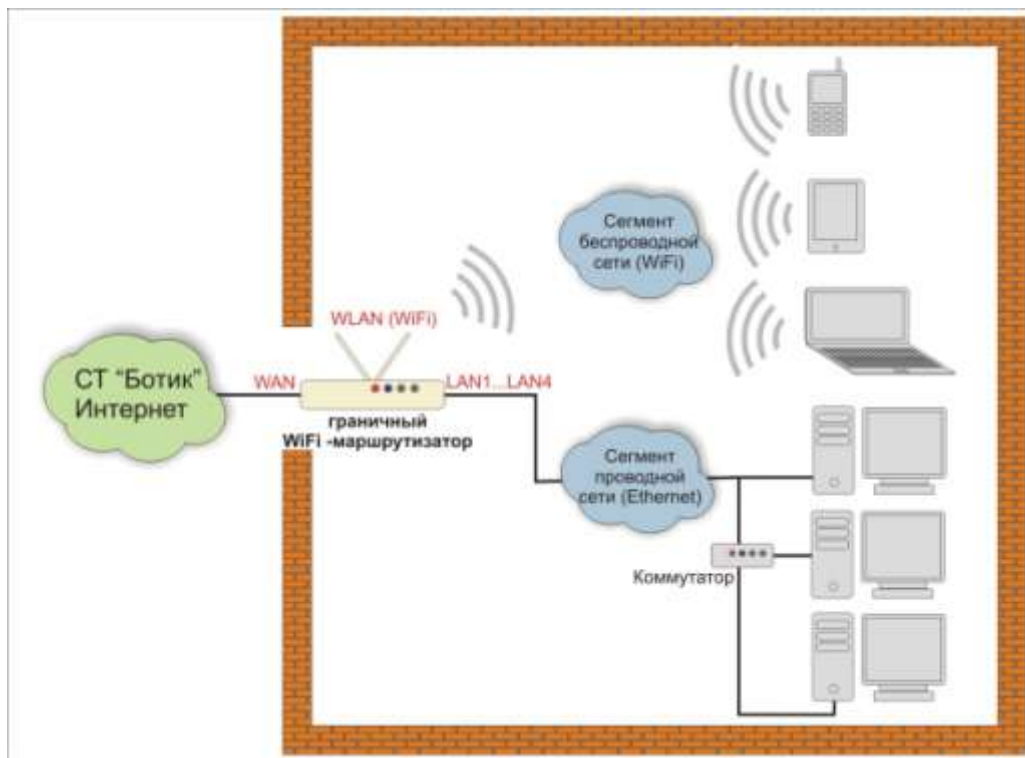 Сегмент
беспроводной
сети (WiFi)
WLAN (WiFi)
СТ "Ботик"
Интернет
WAN
LAN1...LAN4
граничный
WiFi -маршрутизатор
Сегмент
проводной
сети (Ethernet)
Коммутатор